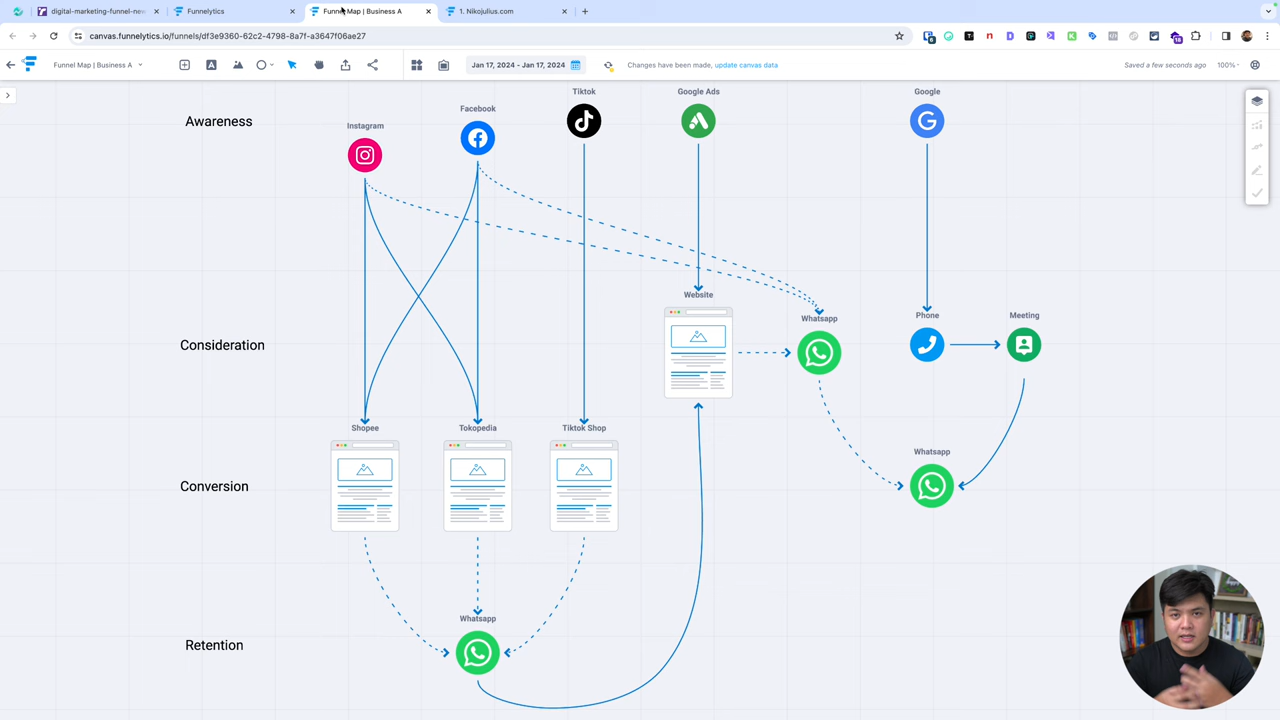 digital-marketing-funnel-new
Funnelytics
Funnel Map | Business A
1. Nikojulius.com
canvas.funnelytics.io/funnels/df3e9360-62c2-4798-8a7f-a3647f06ae27
Funnel Map | Business A
Jan 17, 2024 - Jan 17, 2024
Changes have been made, update canvas data
Saved a few seconds ago
100%
Awareness
Instagram
Facebook
Tiktok
Google Ads
Google
Consideration
Website
Whatsapp
Phone
Meeting
Conversion
Shopee
Tokopedia
Tiktok Shop
Whatsapp
Retention
Whatsapp